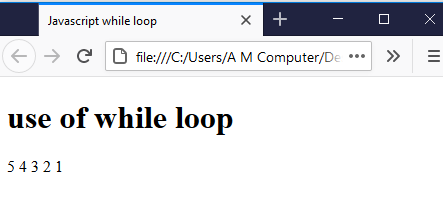 Javascript while loop
file:///C:/Users/A M Computer/De
use of while loop
5 4 3 2 1